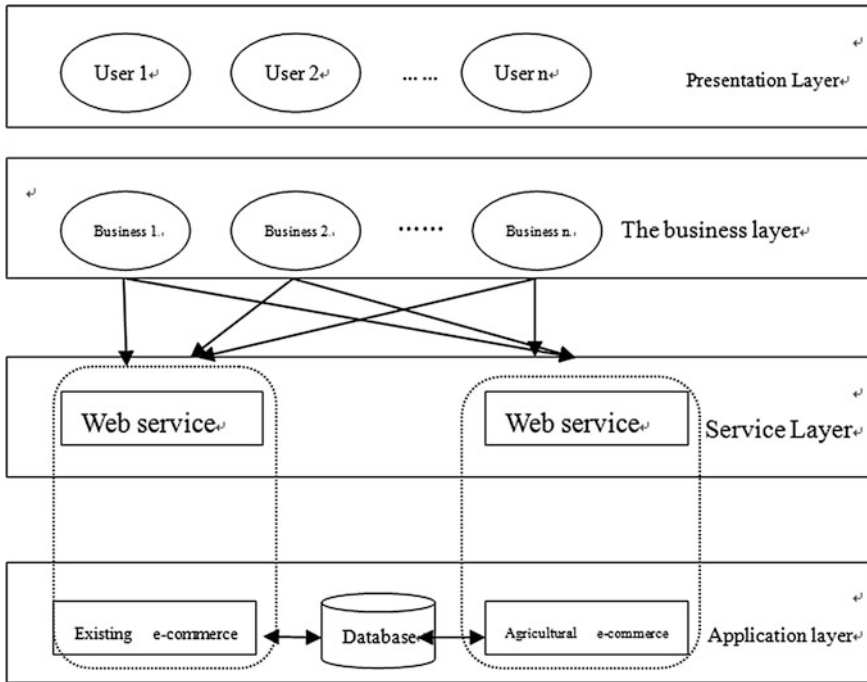 User 1↵ User 2↵ ... ... User n↵
Presentation Layer↵
Business 1.↵ Business 2.↵ ...... Business n.↵ The business layer↵
Web service↵ Web service↵
Service Layer↵
Existing e-commerce Database↵ Agricultural e-commerce Application layer↵